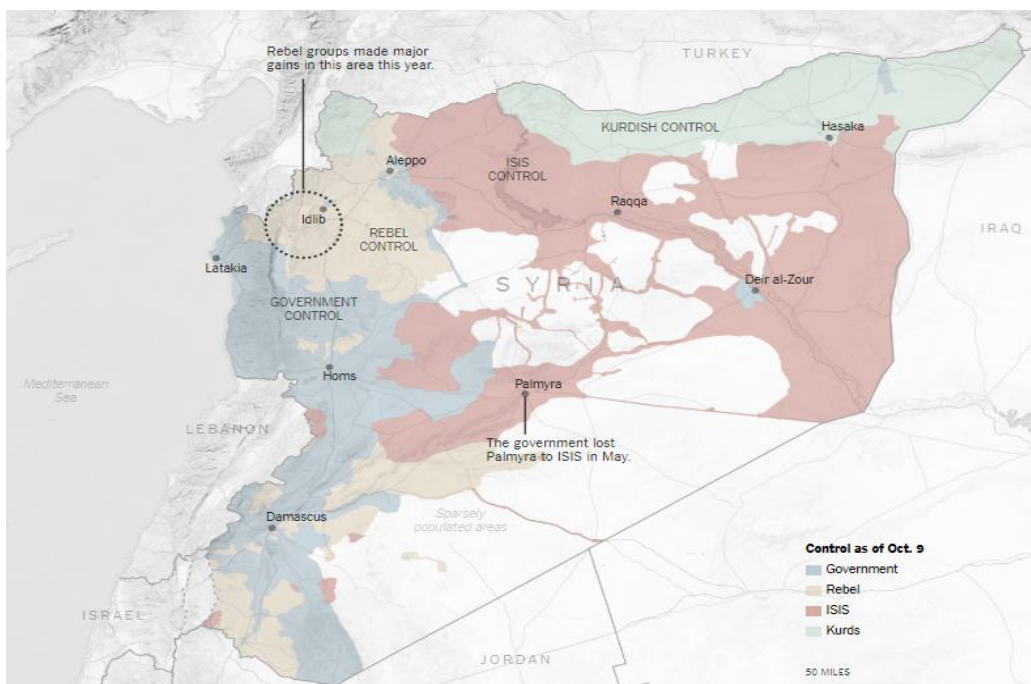 Rebel groups made major
gains in this area this year.
TURKEY
KURDISH CONTROL
Hasaka
Aleppo
ISIS
CONTROL
Raqqa
Idlib
REBEL
CONTROL
IRAQ
Latakia
SYRIA
Deir al-Zour
GOVERNMENT
CONTROL
Homs
Mediterranean
Sea
Palmyra
LEBANON
The government lost
Palmyra to ISIS in May.
Damascus
Sparsely
populated areas
Control as of Oct. 9
Government
Rebel
ISIS
Kurds
ISRAEL
JORDAN
50 MILES